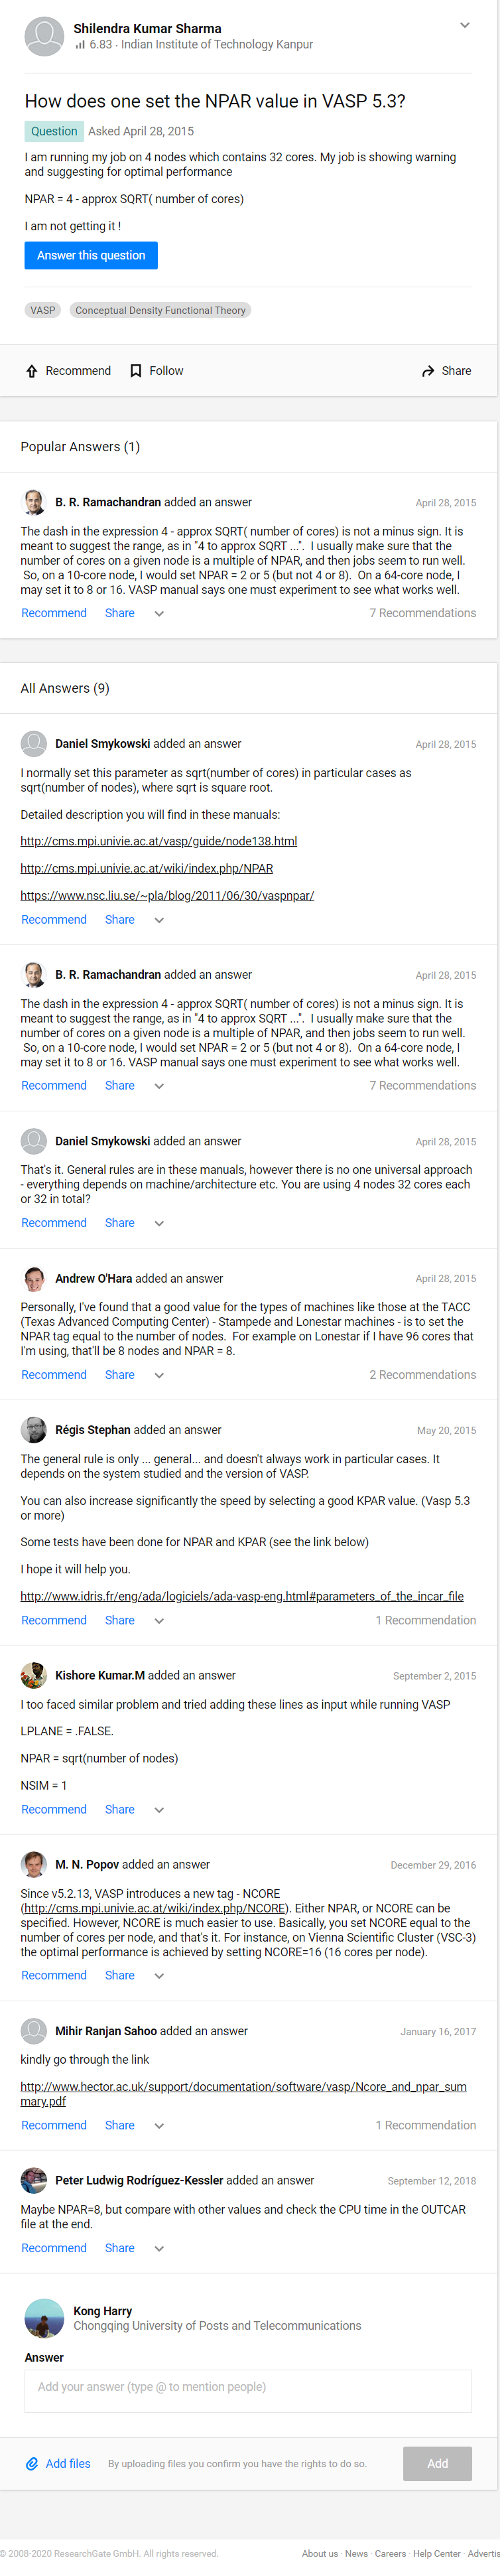 Shilendra Kumar Sharma
6.83 · Indian Institute of Technology Kanpur
How does one set the NPAR value in VASP 5.3?
Question Asked April 28, 2015
I am running my job on 4 nodes which contains 32 cores. My job is showing warning
and suggesting for optimal performance
NPAR = 4 - approx SQRT( number of cores)
I am not getting it !
Answer this question
VASP Conceptual Density Functional Theory
Recommend Follow Share
Popular Answers (1)
B. R. Ramachandran added an answer April 28, 2015
The dash in the expression 4 - approx SQRT( number of cores) is not a minus sign. It is
meant to suggest the range, as in "4 to approx SQRT ...". I usually make sure that the
number of cores on a given node is a multiple of NPAR, and then jobs seem to run well.
So, on a 10-core node, I would set NPAR = 2 or 5 (but not 4 or 8). On a 64-core node, I
may set it to 8 or 16. VASP manual says one must experiment to see what works well.
Recommend Share 7 Recommendations
All Answers (9)
Daniel Smykowski added an answer April 28, 2015
I normally set this parameter as sqrt(number of cores) in particular cases as
sqrt(number of nodes), where sqrt is square root.
Detailed description you will find in these manuals:
http://cms.mpi.univie.ac.at/vasp/guide/node138.html
http://cms.mpi.univie.ac.at/wiki/index.php/NPAR
https://www.nsc.liu.se/~pla/blog/2011/06/30/vaspnpar/
Recommend Share
B. R. Ramachandran added an answer April 28, 2015
The dash in the expression 4 - approx SQRT( number of cores) is not a minus sign. It is
meant to suggest the range, as in "4 to approx SQRT ...". I usually make sure that the
number of cores on a given node is a multiple of NPAR, and then jobs seem to run well.
So, on a 10-core node, I would set NPAR = 2 or 5 (but not 4 or 8). On a 64-core node, I
may set it to 8 or 16. VASP manual says one must experiment to see what works well.
Recommend Share 7 Recommendations
Daniel Smykowski added an answer April 28, 2015
That's it. General rules are in these manuals, however there is no one universal approach
- everything depends on machine/architecture etc. You are using 4 nodes 32 cores each
or 32 in total?
Recommend Share
Andrew O'Hara added an answer April 28, 2015
Personally, I've found that a good value for the types of machines like those at the TACC
(Texas Advanced Computing Center) - Stampede and Lonestar machines - is to set the
NPAR tag equal to the number of nodes. For example on Lonestar if I have 96 cores that
I'm using, that'll be 8 nodes and NPAR = 8.
Recommend Share 2 Recommendations
Régis Stephan added an answer May 20, 2015
The general rule is only ... general... and doesn't always work in particular cases. It
depends on the system studied and the version of VASP.
You can also increase significantly the speed by selecting a good KPAR value. (Vasp 5.3
or more)
Some tests have been done for NPAR and KPAR (see the link below)
I hope it will help you.
http://www.idris.fr/eng/ada/logiciels/ada-vasp-eng.html#parameters_of_the_incar_file
Recommend Share 1 Recommendation
Kishore Kumar.M added an answer September 2, 2015
I too faced similar problem and tried adding these lines as input while running VASP
LPLANE = .FALSE.
NPAR = sqrt(number of nodes)
NSIM = 1
Recommend Share
M. N. Popov added an answer December 29, 2016
Since v5.2.13, VASP introduces a new tag - NCORE
(http://cms.mpi.univie.ac.at/wiki/index.php/NCORE). Either NPAR, or NCORE can be
specified. However, NCORE is much easier to use. Basically, you set NCORE equal to the
number of cores per node, and that's it. For instance, on Vienna Scientific Cluster (VSC-3)
the optimal performance is achieved by setting NCORE=16 (16 cores per node).
Recommend Share
Mihir Ranjan Sahoo added an answer January 16, 2017
kindly go through the link
http://www.hector.ac.uk/support/documentation/software/vasp/Ncore_and_npar_sum
mary.pdf
Recommend Share 1 Recommendation
Peter Ludwig Rodríguez-Kessler added an answer September 12, 2018
Maybe NPAR=8, but compare with other values and check the CPU time in the OUTCAR
file at the end.
Recommend Share
Kong Harry
Chongqing University of Posts and Telecommunications
Answer
Add your answer (type @ to mention people)
Add files By uploading files you confirm you have the rights to do so. Add
© 2008-2020 ResearchGate GmbH. All rights reserved. About us · News · Careers · Help Center · Advertis